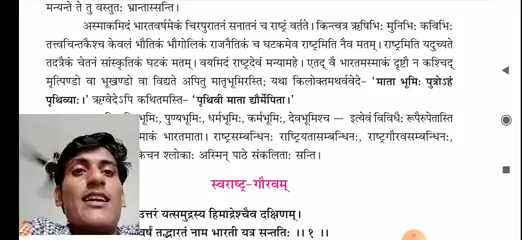 मन्यन्ते ते तु वस्तुतः भ्रान्तास्सन्ति।
अस्माकमिदं भारतवर्षमेकं चिरपुरातनं सनातनं च राष्ट्रं वर्तते। किन्त्वत्र ऋषिभिः मुनिभिः कविभिः
तत्त्वचिन्तकैश्च केवलं भौतिकं भौगोलिकं राजनैतिकं च घटकमेव राष्ट्रमिति नैव मतम्। राष्ट्रमिति यदुच्यते
तदत्रैकं चेतनं सांस्कृतिकं घटकं मतम्। वयमिदं राष्ट्रदेवं मन्यामहे। एतद् वै भारतमस्माकं दृष्टौ न कश्चिद्
मृत्पिण्डो वा भूखण्डो वा विद्यते अपितु मातृभूमिरस्ति; यथा किलोक्तमथर्ववेदे– ‘माता भूमिः पुत्रोऽहं
पृथिव्याः।’ ऋग्वेदेऽपि कथितमस्ति– ‘पृथिवी माता द्यौर्मेपिता।’
भूमिः, पुण्यभूमिः, धर्मभूमिः, कर्मभूमिः, देवभूमिश्च — इत्येवं विविधैः रूपैरुपेतास्ति
माकं भारतमाता। राष्ट्रसम्बन्धिनः राष्ट्रियतासम्बन्धिनः, राष्ट्रगौरवसम्बन्धिनः,
केचन श्लोकाः अस्मिन् पाठे संकलिताः सन्ति।
स्वराष्ट्र-गौरवम्
उत्तरं यत्समुद्रस्य हिमाद्रेश्चैव दक्षिणम्।
वर्षं तद्भारतं नाम भारती यत्र सन्ततिः ।। १ ।।